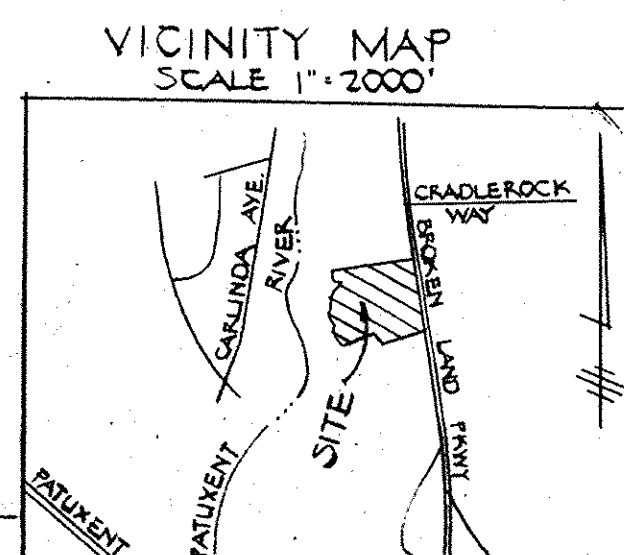 VICINITY MAP
SCALE 1"=2000'
CRADLEROCK
WAY
CARLINDA AVE.
RIVER
BROKEN LAND PKWY
SITE
PATUXENT
PATUXENT